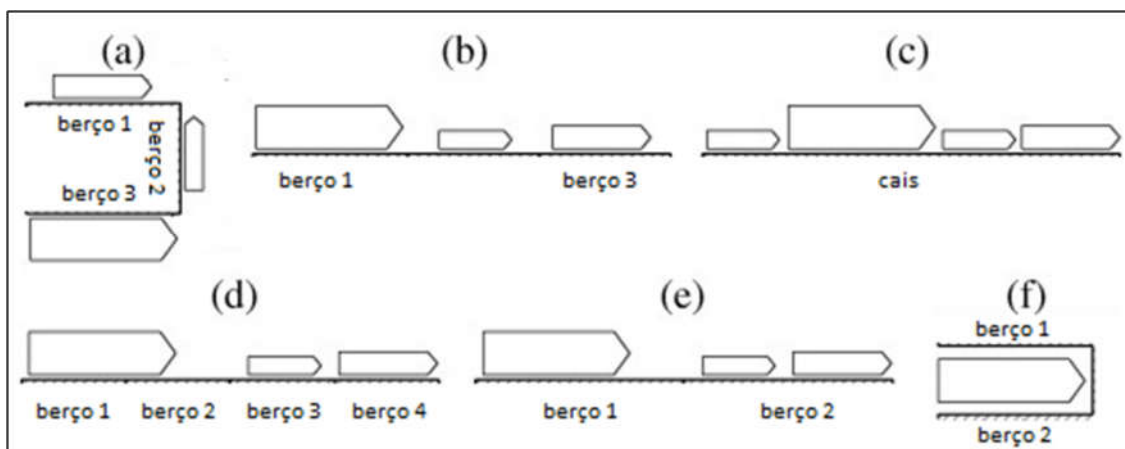 (a)
berço 1
berço 2
berço 3
(b)
berço 1
berço 3
(c)
cais
(d)
berço 1
berço 2
berço 3
berço 4
(e)
berço 1
berço 2
(f)
berço 1
berço 2